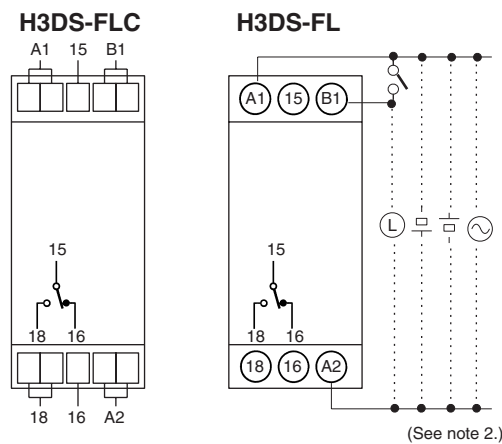 H3DS-FLC H3DS-FL
A1 15 B1
A1 15 B1
L
15
18 16
15
18 16
18 16 A2
18 16 A2
(See note 2.)